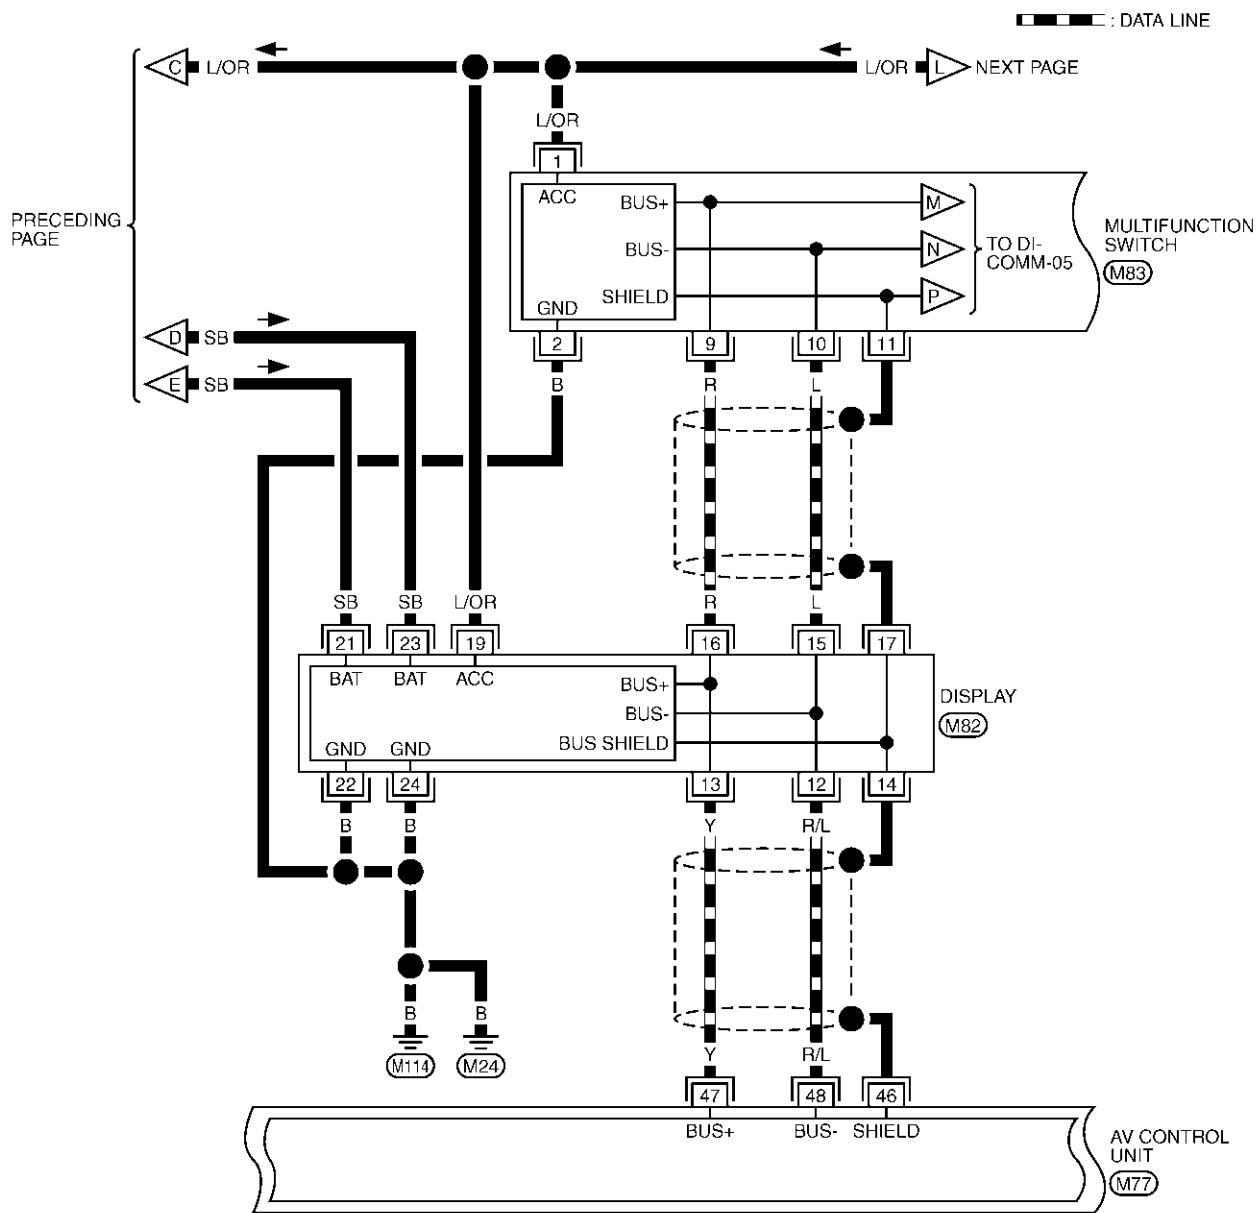 : DATA LINE
C L/OR L/OR L NEXT PAGE
L/OR
1
ACC
BUS+ M
BUS- N
SHIELD P
GND
TO DI-
COMM-05
MULTIFUNCTION
SWITCH
M83
PRECEDING
PAGE
2 9 10 11
D SB
E SB
B R L
SB SB L/OR R L
21 23 19 16 15 17
BAT BAT ACC
BUS+
BUS-
BUS SHIELD
GND GND
DISPLAY
M82
22 24 13 12 14
B B Y R/L
B B
M114 M24
Y R/L
47 48 46
BUS+ BUS- SHIELD
AV CONTROL
UNIT
M77